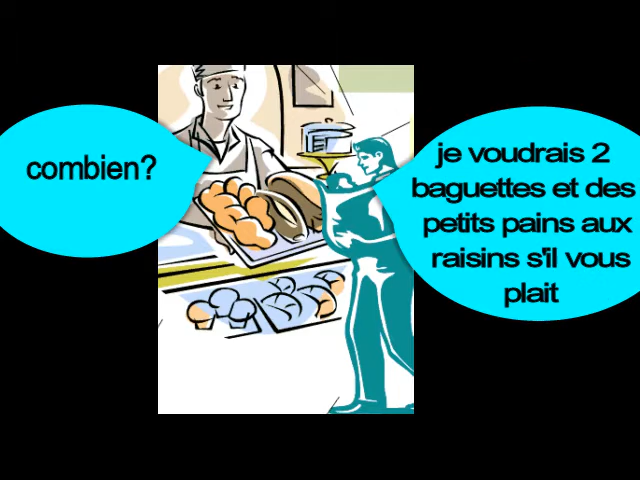 combien?
je voudrais 2
baguettes et des
petits pains aux
raisins s'il vous
plait